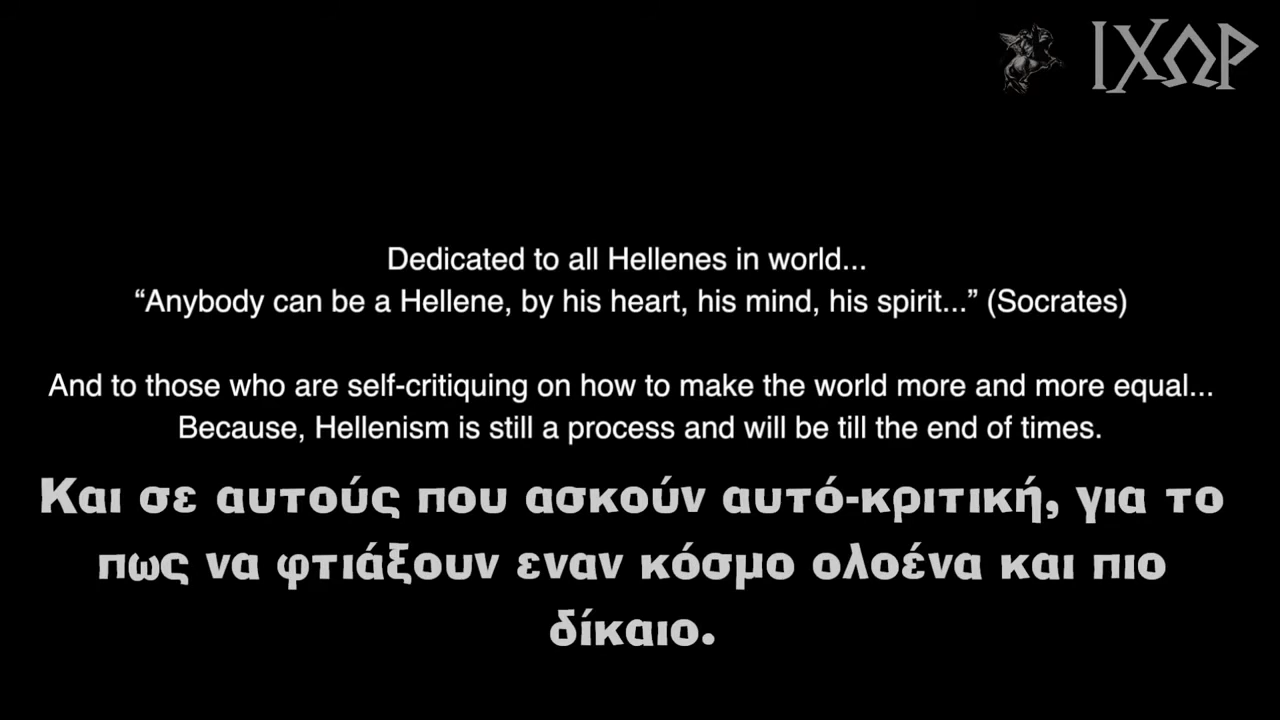 ΙΧΩΡ
Dedicated to all Hellenes in world...
“Anybody can be a Hellene, by his heart, his mind, his spirit...” (Socrates)
And to those who are self-critiquing on how to make the world more and more equal...
Because, Hellenism is still a process and will be till the end of times.
Και σε αυτούς που ασκούν αυτό-κριτική, για το
πως να φτιάξουν εναν κόσμο ολοένα και πιο
δίκαιο.